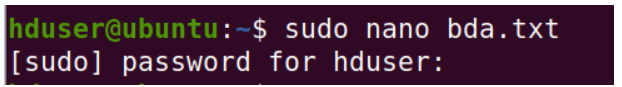 hduser@ubuntu:~$ sudo nano bda.txt
[sudo] password for hduser: